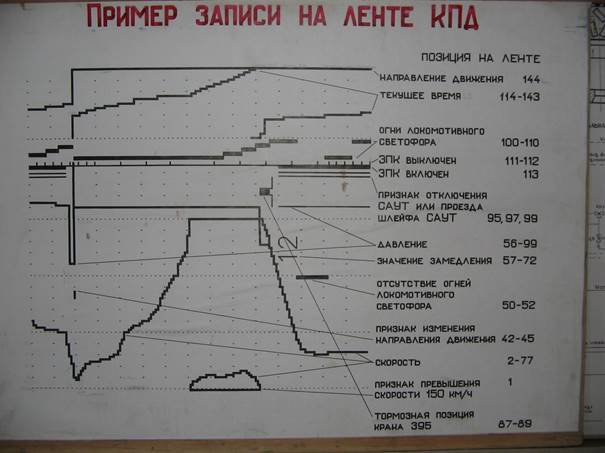 ПРИМЕР ЗАПИСИ НА ЛЕНТЕ КПД
ПОЗИЦИЯ НА ЛЕНТЕ
НАПРАВЛЕНИЕ ДВИЖЕНИЯ 144
ТЕКУЩЕЕ ВРЕМЯ 114-143
ОГНИ ЛОКОМОТИВНОГО
СВЕТОФОРА 100-110
ЭПК ВЫКЛЮЧЕН 111-112
ЭПК ВКЛЮЧЕН 113
ПРИЗНАК ОТКЛЮЧЕНИЯ
САУТ ИЛИ ПРОЕЗДА
ШЛЕЙФА САУТ 95, 97, 99
ДАВЛЕНИЕ 56-99
ЗНАЧЕНИЕ ЗАМЕДЛЕНИЯ 57-72
12
ОТСУТСТВИЕ ОГНЕЙ
ЛОКОМОТИВНОГО
СВЕТОФОРА 50-52
ПРИЗНАК ИЗМЕНЕНИЯ
НАПРАВЛЕНИЯ ДВИЖЕНИЯ 42-45
СКОРОСТЬ 2-77
ПРИЗНАК ПРЕВЫШЕНИЯ 1
СКОРОСТИ 150 КМ/Ч
ТОРМОЗНАЯ ПОЗИЦИЯ
КРАНА 395 87-89